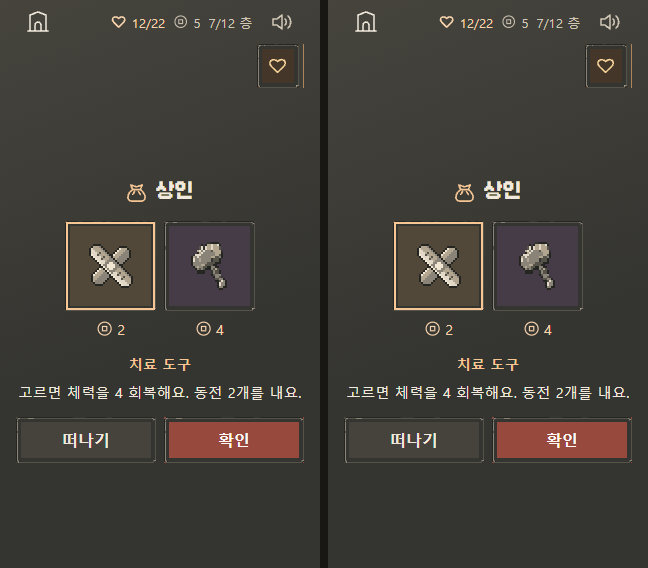 12/22 5 7/12 층
상인
2 4
치료 도구
고르면 체력을 4 회복해요. 동전 2개를 내요.
떠나기 확인
12/22 5 7/12 층
상인
2 4
치료 도구
고르면 체력을 4 회복해요. 동전 2개를 내요.
떠나기 확인